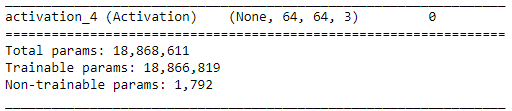 activation_4 (Activation) (None, 64, 64, 3) 0
=================================================================
Total params: 18,868,611
Trainable params: 18,866,819
Non-trainable params: 1,792